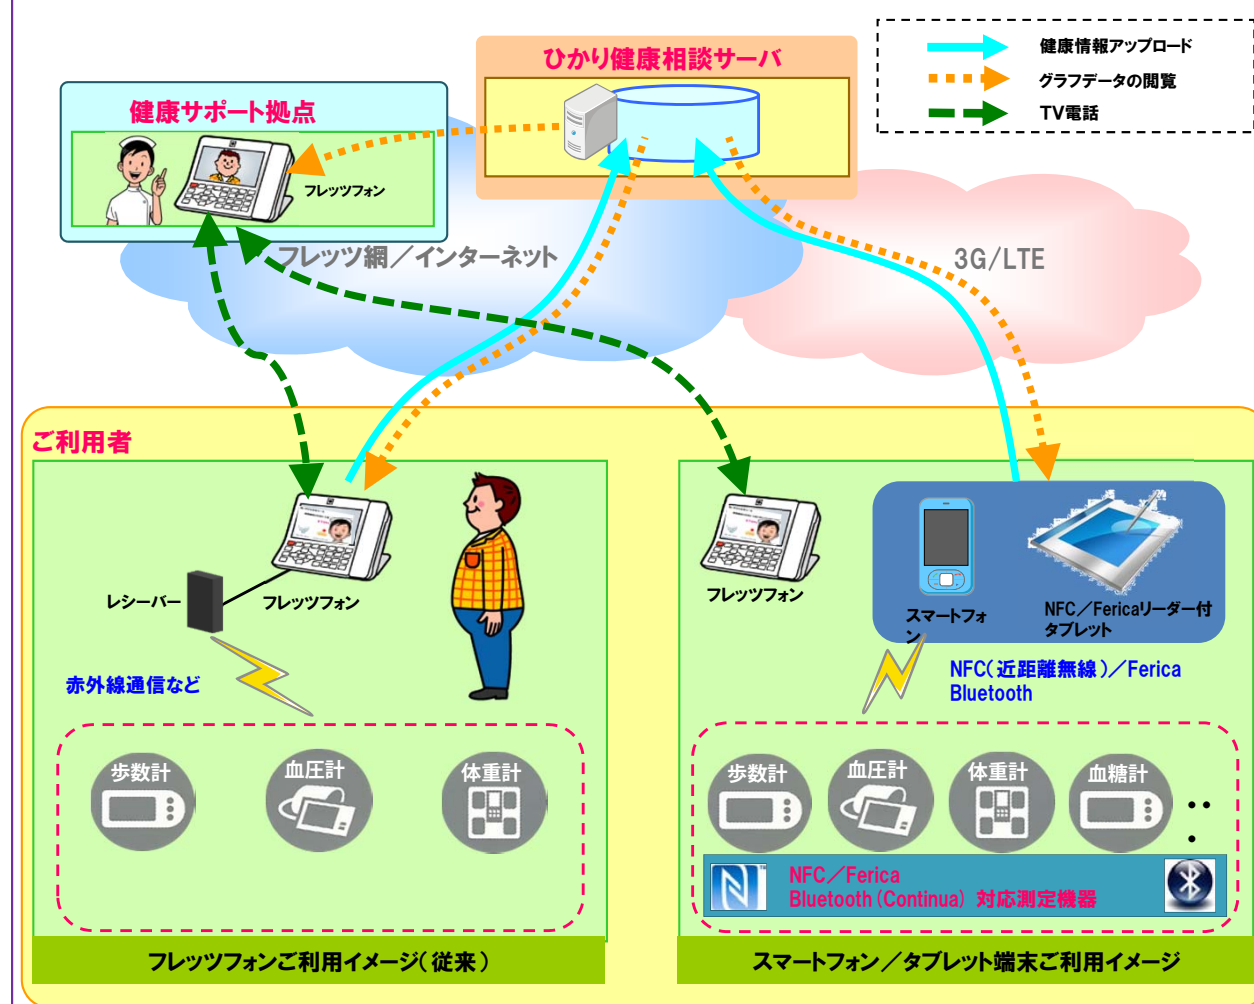 健康情報アップロード
グラフデータの閲覧
TV電話
ひかり健康相談サーバ
健康サポート拠点
フレッツフォン
フレッツ網／インターネット
3G/LTE
ご利用者
レシーバー
フレッツフォン
赤外線通信など
歩数計
血圧計
体重計
フレッツフォンご利用イメージ（従来）
フレッツフォン
スマートフォ
ン
NFC／Fericaリーダー付
タブレット
NFC（近距離無線）／Ferica
Bluetooth
歩数計
血圧計
体重計
血糖計
・・
・
NFC／Ferica
Bluetooth（Continua) 対応測定機器
スマートフォン／タブレット端末ご利用イメージ